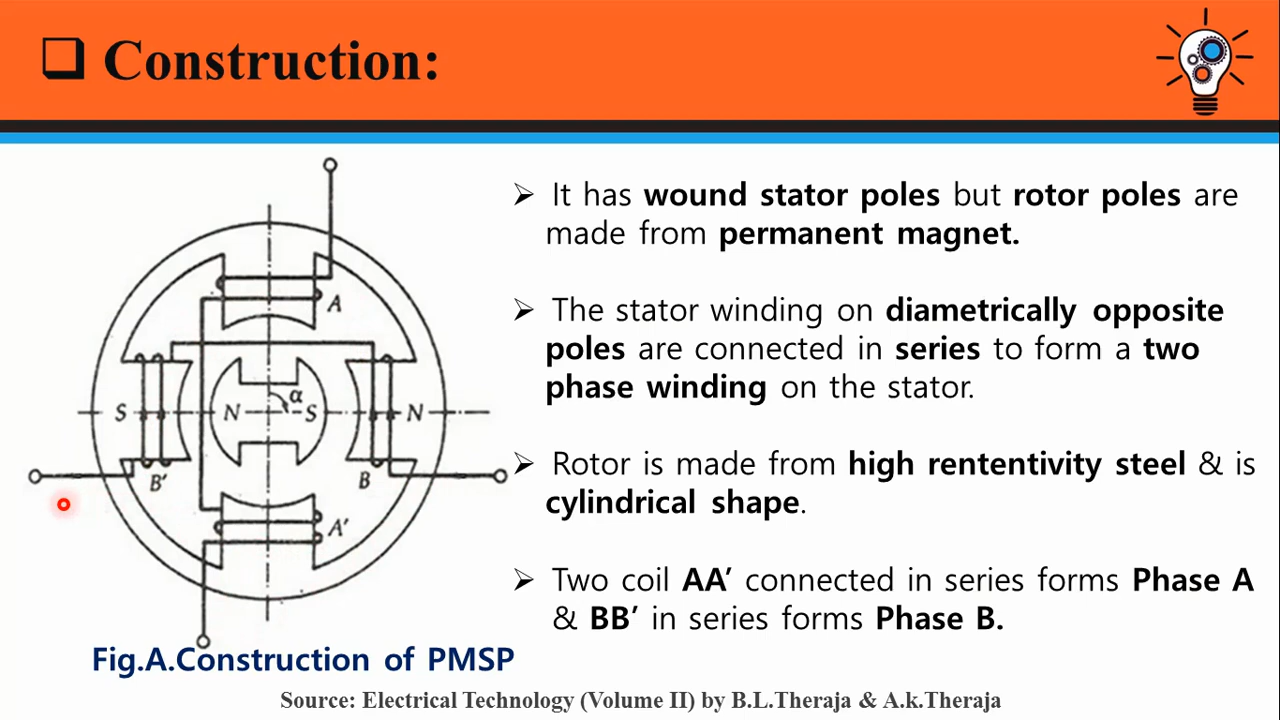 ❑ Construction:
➢ It has wound stator poles but rotor poles are
made from permanent magnet.
➢ The stator winding on diametrically opposite
poles are connected in series to form a two
phase winding on the stator.
➢ Rotor is made from high rententivity steel & is
cylindrical shape.
➢ Two coil AA’ connected in series forms Phase A
& BB’ in series forms Phase B.
A
α
S N S N
B' B
A'
Fig.A.Construction of PMSP
Source: Electrical Technology (Volume II) by B.L.Theraja & A.k.Theraja